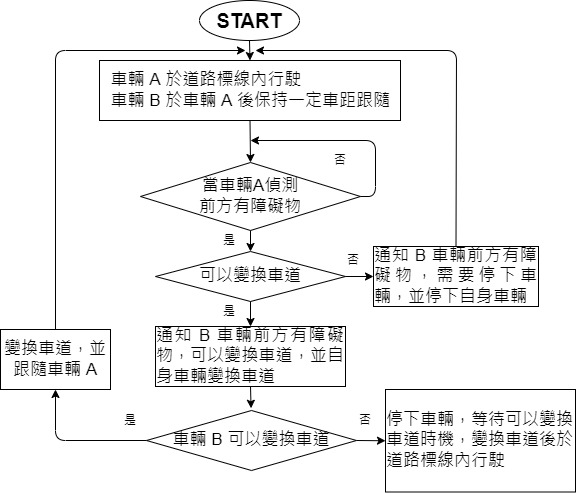 START
車輛 A 於道路標線內行駛
車輛 B 於車輛 A 後保持一定車距跟隨
否
當車輛A偵測
前方有障礙物
是
可以變換車道
否
通知 B 車輛前方有障
礙物，需要停下車
輛，並停下自身車輛
是
通知 B 車輛前方有障礙
物，可以變換車道，並自
身車輛變換車道
變換車道，並
跟隨車輛 A
是
車輛 B 可以變換車道
否
停下車輛，等待可以變換
車道時機，變換車道後於
道路標線內行駛